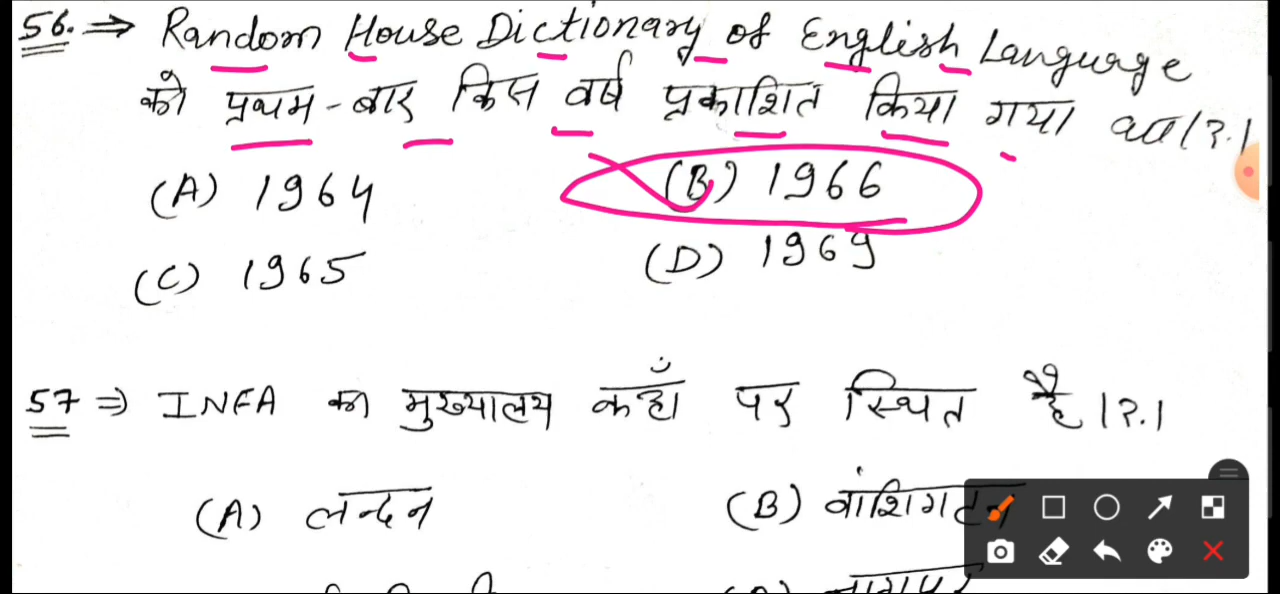 56. ⇒ Random House Dictionary of English Language
को प्रथम - बार किस वर्ष प्रकाशित किया गया था।?.।
(A) 1964 (B) 1966
(C) 1965 (D) 1969
57 ⇒ INFA का मुख्यालय कहाँ पर स्थित है।?.।
(A) लन्दन (B) वांशिगटन